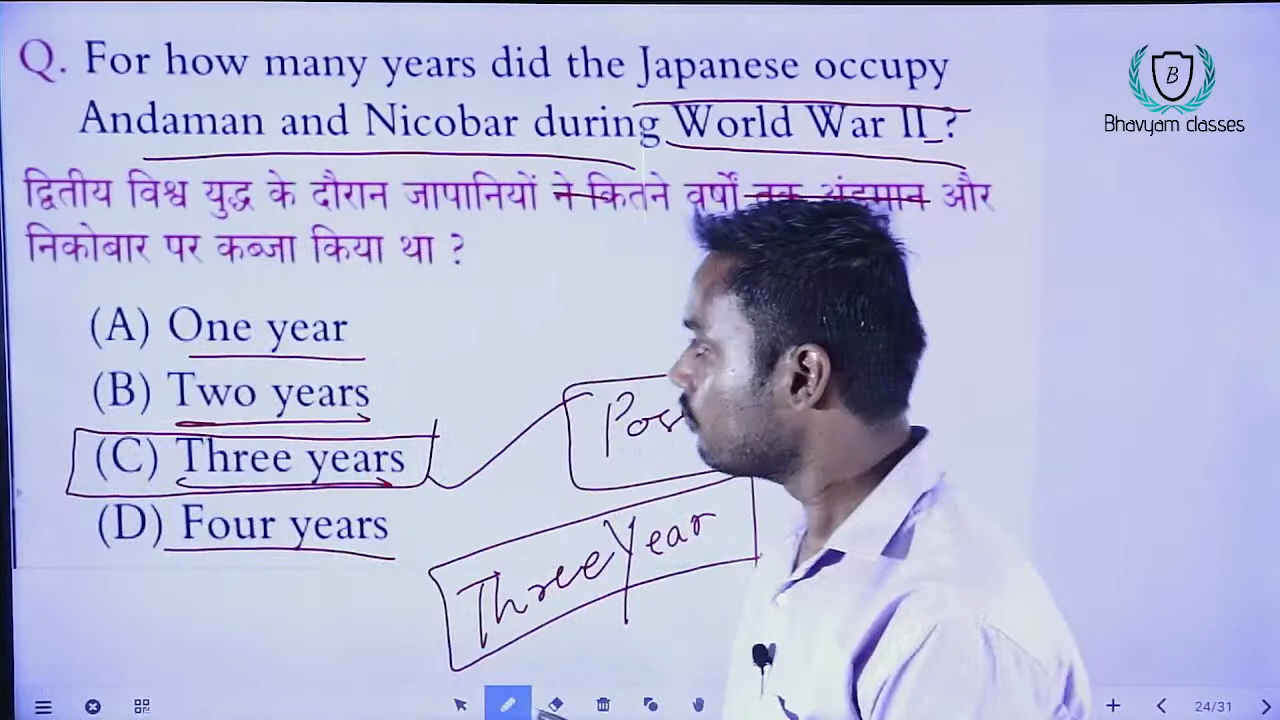 Q. For how many years did the Japanese occupy
Andaman and Nicobar during World War II ?
द्वितीय विश्व युद्ध के दौरान जापानियों ने कितने वर्षों तक अंडमान और
निकोबार पर कब्जा किया था ?
(A) One year
(B) Two years
(C) Three years
(D) Four years
Three Year
B
Bhavyam classes
24/31